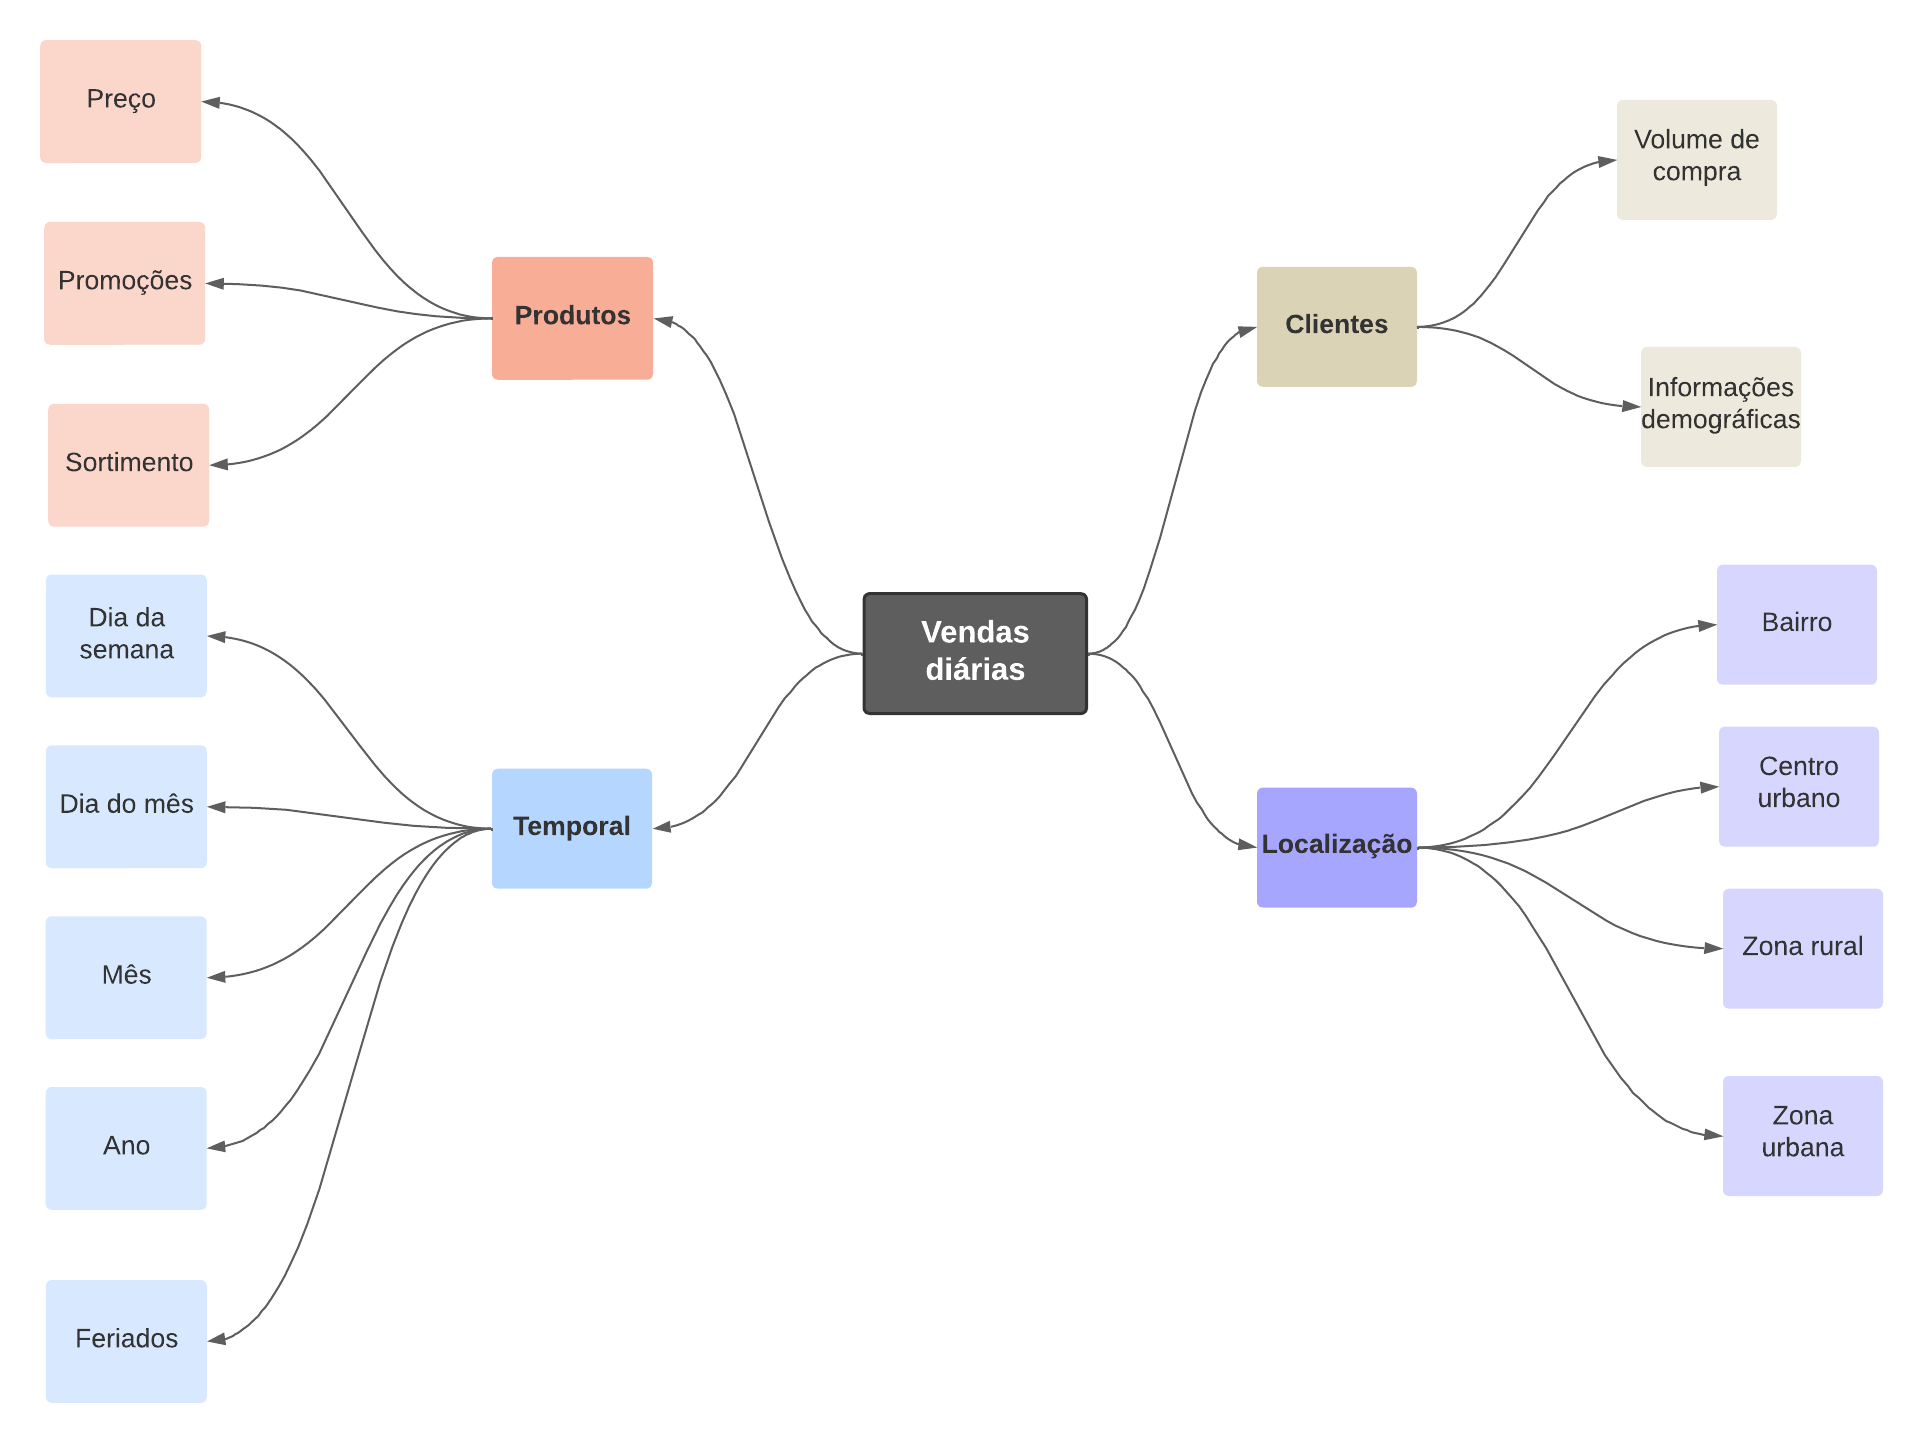 Preço
Promoções
Sortimento
Produtos
Dia da
semana
Dia do mês
Mês
Ano
Feriados
Temporal
Vendas
diárias
Clientes
Volume de
compra
Informações
demográficas
Localização
Bairro
Centro
urbano
Zona rural
Zona
urbana